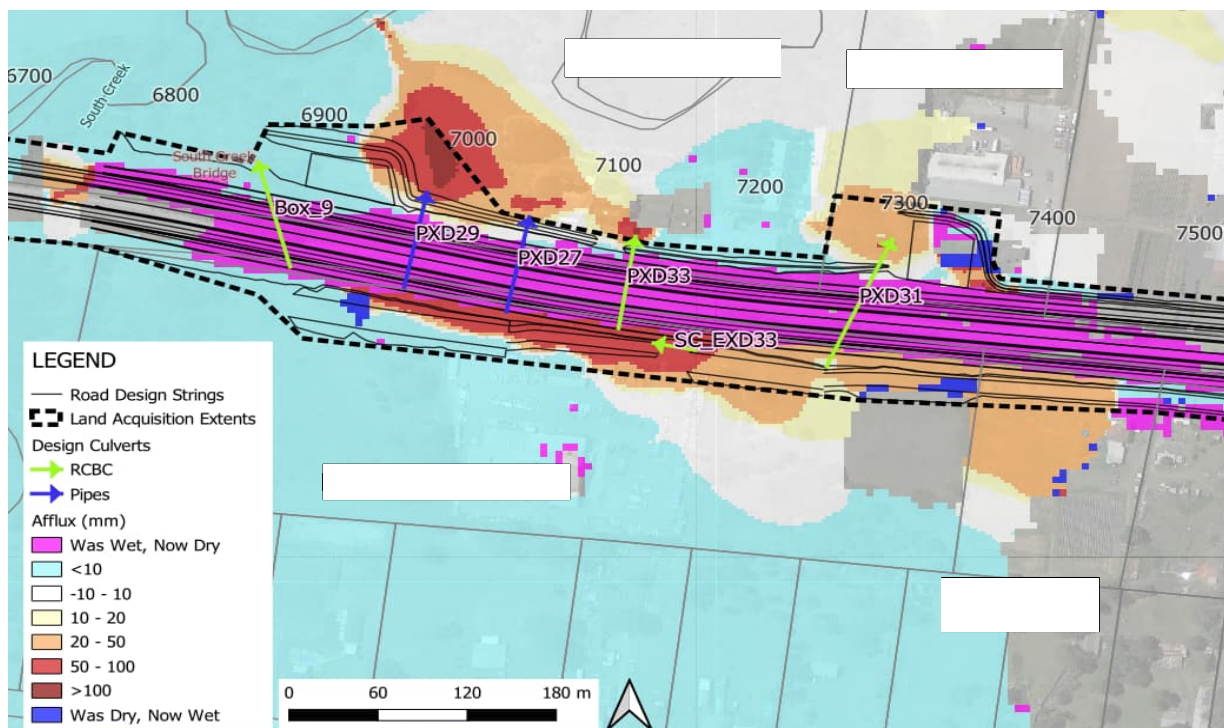 6700
South Creek
6800
6900
7000
7100
7200
7300
7400
7500
South Creek
Bridge
Box_9
PXD29
PXD27
PXD33
PXD31
SC_EXD33
LEGEND
Road Design Strings
Land Acquisition Extents
Design Culverts
RCBC
Pipes
Afflux (mm)
Was Wet, Now Dry
<10
-10 - 10
10 - 20
20 - 50
50 - 100
>100
Was Dry, Now Wet
0 60 120 180 m